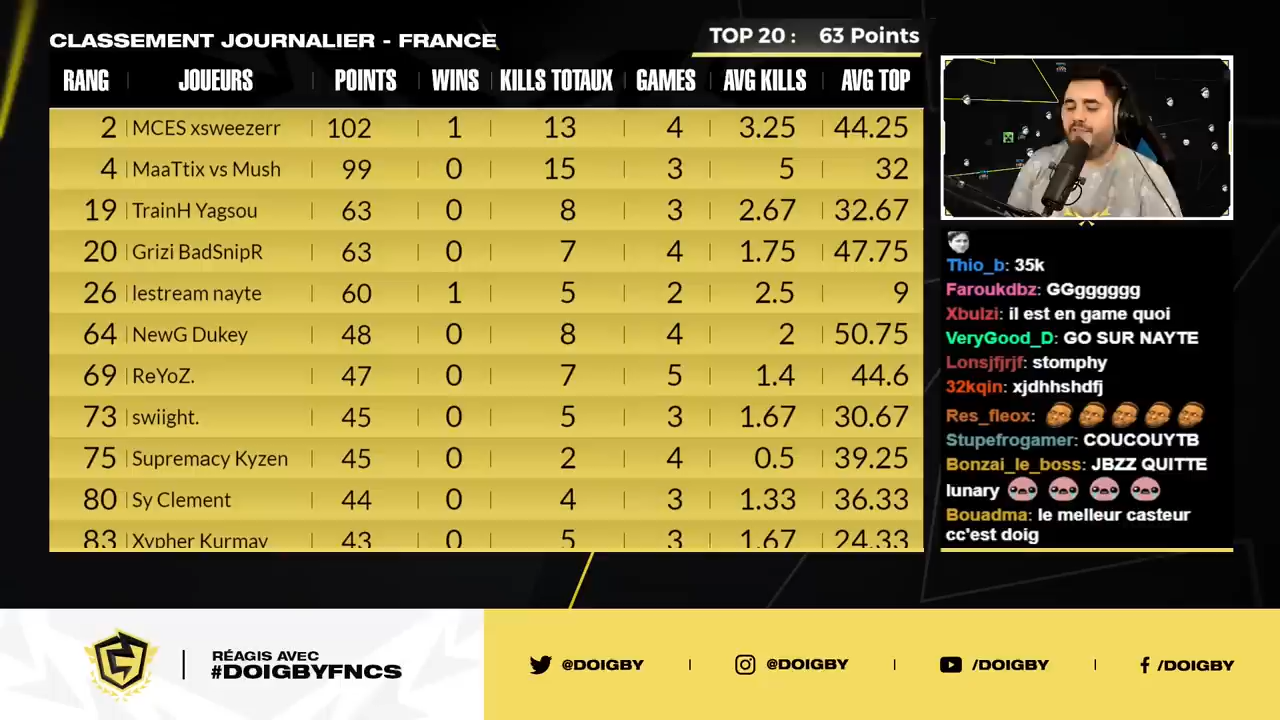 CLASSEMENT JOURNALIER - FRANCE
TOP 20 : 63 Points
RANG JOUEURS POINTS WINS KILLS TOTAUX GAMES AVG KILLS AVG TOP
2 MCES xsweezerr 102 1 13 4 3.25 44.25
4 MaaTtix vs Mush 99 0 15 3 5 32
19 TrainH Yagsou 63 0 8 3 2.67 32.67
20 Grizi BadSnipR 63 0 7 4 1.75 47.75
26 lestream nayte 60 1 5 2 2.5 9
64 NewG Dukey 48 0 8 4 2 50.75
69 ReYoZ. 47 0 7 5 1.4 44.6
73 swiight. 45 0 5 3 1.67 30.67
75 Supremacy Kyzen 45 0 2 4 0.5 39.25
80 Sy Clement 44 0 4 3 1.33 36.33
83 Xypher Kurmay 43 0 5 3 1.67 24.33
Thio_b: 35k
Faroukdbz: GGgggggg
Xbulzi: il est en game quoi
VeryGood_D: GO SUR NAYTE
Lonsjfjrjf: stomphy
32kqin: xjdhhshdfj
Res_fleox:
Stupefrogamer: COUCOUYTB
Bonzai_le_boss: JBZZ QUITTE
lunary
Bouadma: le melleur casteur
cc'est doig
RÉAGIS AVEC
#DOIGBYFNCS
@DOIGBY
@DOIGBY
/DOIGBY
/DOIGBY